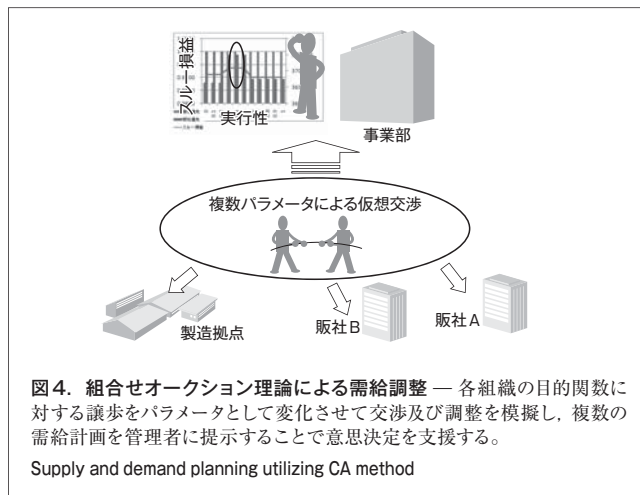 スルー損益
実行性
事業部
複数パラメータによる仮想交渉
製造拠点
販社B
販社A
図4．組合せオークション理論による需給調整 ― 各組織の目的関数に
対する譲歩をパラメータとして変化させて交渉及び調整を模擬し，複数の
需給計画を管理者に提示することで意思決定を支援する。
Supply and demand planning utilizing CA method